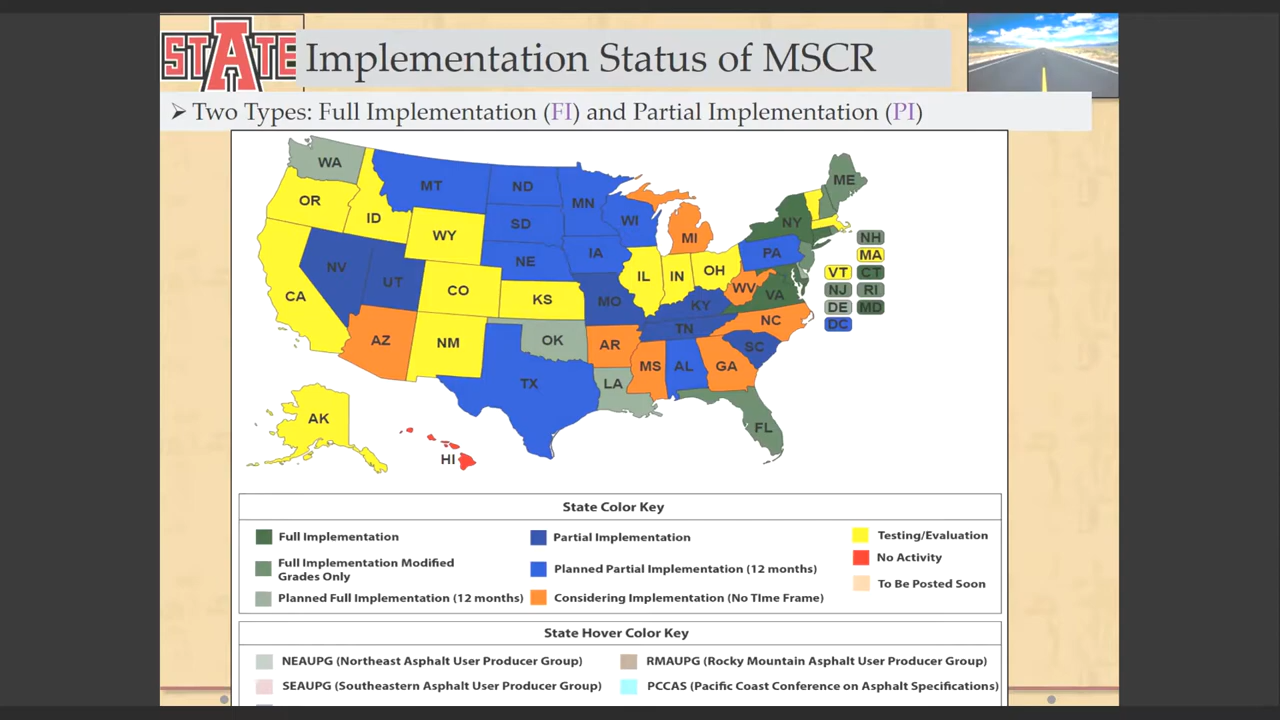 STATE
Implementation Status of MSCR
➢ Two Types: Full Implementation (FI) and Partial Implementation (PI)
WA
MT
ND
MN
ME
OR
ID
WY
SD
WI
MI
NY
NV
UT
NE
IA
IL
IN
OH
PA
NH
MA
VT
CT
NJ
RI
DE
MD
DC
CA
CO
KS
MO
KY
WV
VA
AZ
NM
OK
AR
TN
NC
SC
TX
LA
MS
AL
GA
FL
AK
HI
State Color Key
Full Implementation
Partial Implementation
Testing/Evaluation
No Activity
Full Implementation Modified
Grades Only
Planned Partial Implementation (12 months)
To Be Posted Soon
Planned Full Implementation (12 months)
Considering Implementation (No TIme Frame)
State Hover Color Key
NEAUPG (Northeast Asphalt User Producer Group)
RMAUPG (Rocky Mountain Asphalt User Producer Group)
SEAUPG (Southeastern Asphalt User Producer Group)
PCCAS (Pacific Coast Conference on Asphalt Specifications)